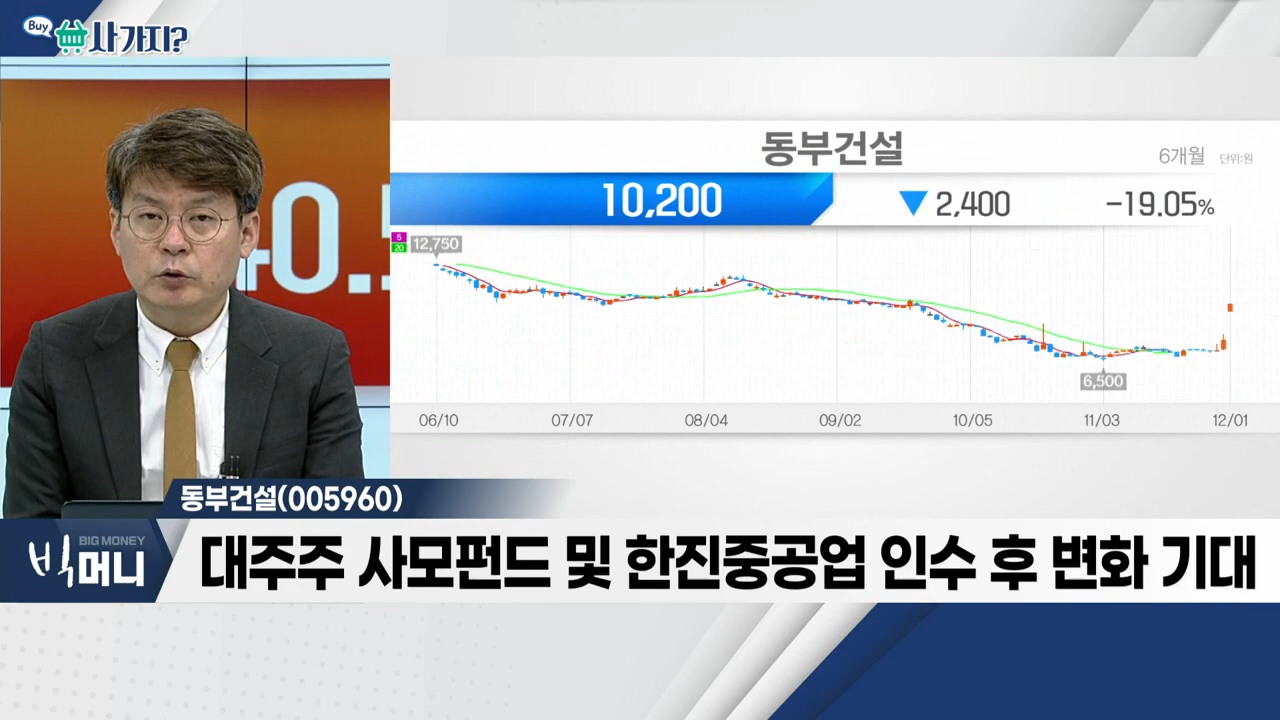 Buy
사가지?
40.5
동부건설
6개월 단위:원
10,200 ▼ 2,400 -19.05%
5
20
12,750
6,500
06/10 07/07 08/04 09/02 10/05 11/03 12/01
동부건설(005960)
BIG MONEY
빅머니
대주주 사모펀드 및 한진중공업 인수 후 변화 기대